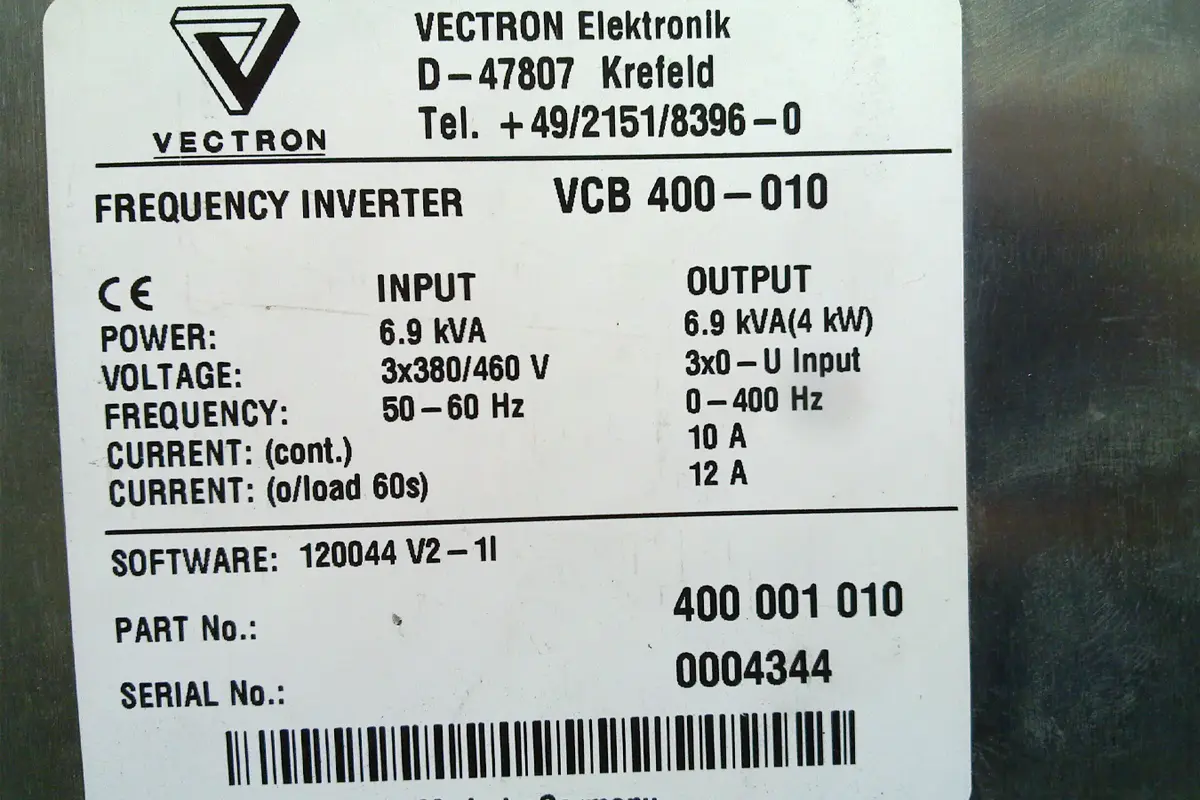 VECTRON
VECTRON Elektronik
D-47807 Krefeld
Tel. +49/2151/8396-0
FREQUENCY INVERTER VCB 400-010
CE INPUT OUTPUT
POWER: 6.9 kVA 6.9 kVA(4 kW)
VOLTAGE: 3x380/460 V 3x0-U Input
FREQUENCY: 50-60 Hz 0-400 Hz
CURRENT: (cont.) 10 A
CURRENT: (o/load 60s) 12 A
SOFTWARE: 120044 V2-1I
PART No.: 400 001 010
SERIAL No.: 0004344